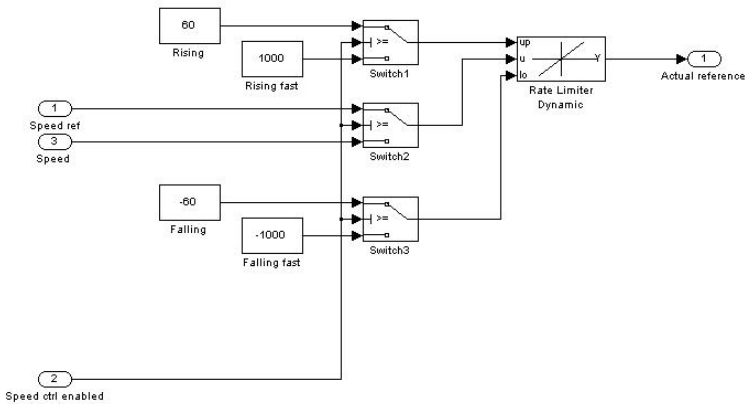 60
Rising
1000
Rising fast
>=
Switch1
up
u
lo
Y
Rate Limiter
Dynamic
1
Actual reference
1
Speed ref
3
Speed
>=
Switch2
-60
Falling
-1000
Falling fast
>=
Switch3
2
Speed ctrl enabled